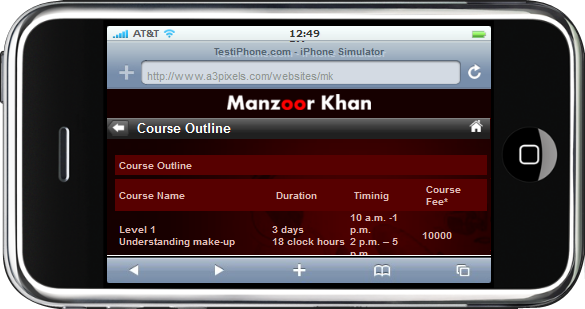 AT&T 12:49
TestiPhone.com - iPhone Simulator
http://www.a3pixels.com/websites/mk
Manzoor Khan
Course Outline
Course Outline
Course Name Duration Timinig Course Fee*
Level 1
Understanding make-up
3 days
18 clock hours
10 a.m. -1
p.m.
2 p.m. – 5
p.m.
10000